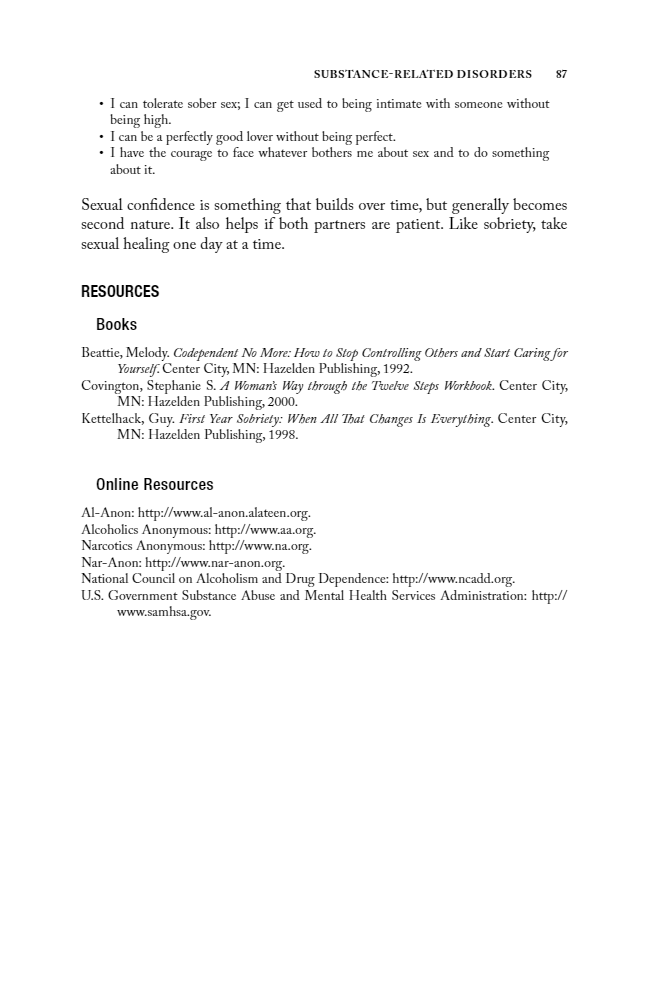 SUBSTANCE-RELATED DISORDERS 87
• I can tolerate sober sex; I can get used to being intimate with someone without
being high.
• I can be a perfectly good lover without being perfect.
• I have the courage to face whatever bothers me about sex and to do something
about it.
Sexual confidence is something that builds over time, but generally becomes
second nature. It also helps if both partners are patient. Like sobriety, take
sexual healing one day at a time.
RESOURCES
Books
Beattie, Melody. Codependent No More: How to Stop Controlling Others and Start Caring for
Yourself. Center City, MN: Hazelden Publishing, 1992.
Covington, Stephanie S. A Woman's Way through the Twelve Steps Workbook. Center City,
MN: Hazelden Publishing, 2000.
Kettelhack, Guy. First Year Sobriety: When All That Changes Is Everything. Center City,
MN: Hazelden Publishing, 1998.
Online Resources
Al-Anon: http://www.al-anon.alateen.org.
Alcoholics Anonymous: http://www.aa.org.
Narcotics Anonymous: http://www.na.org.
Nar-Anon: http://www.nar-anon.org.
National Council on Alcoholism and Drug Dependence: http://www.ncadd.org.
U.S. Government Substance Abuse and Mental Health Services Administration: http://
www.samhsa.gov.